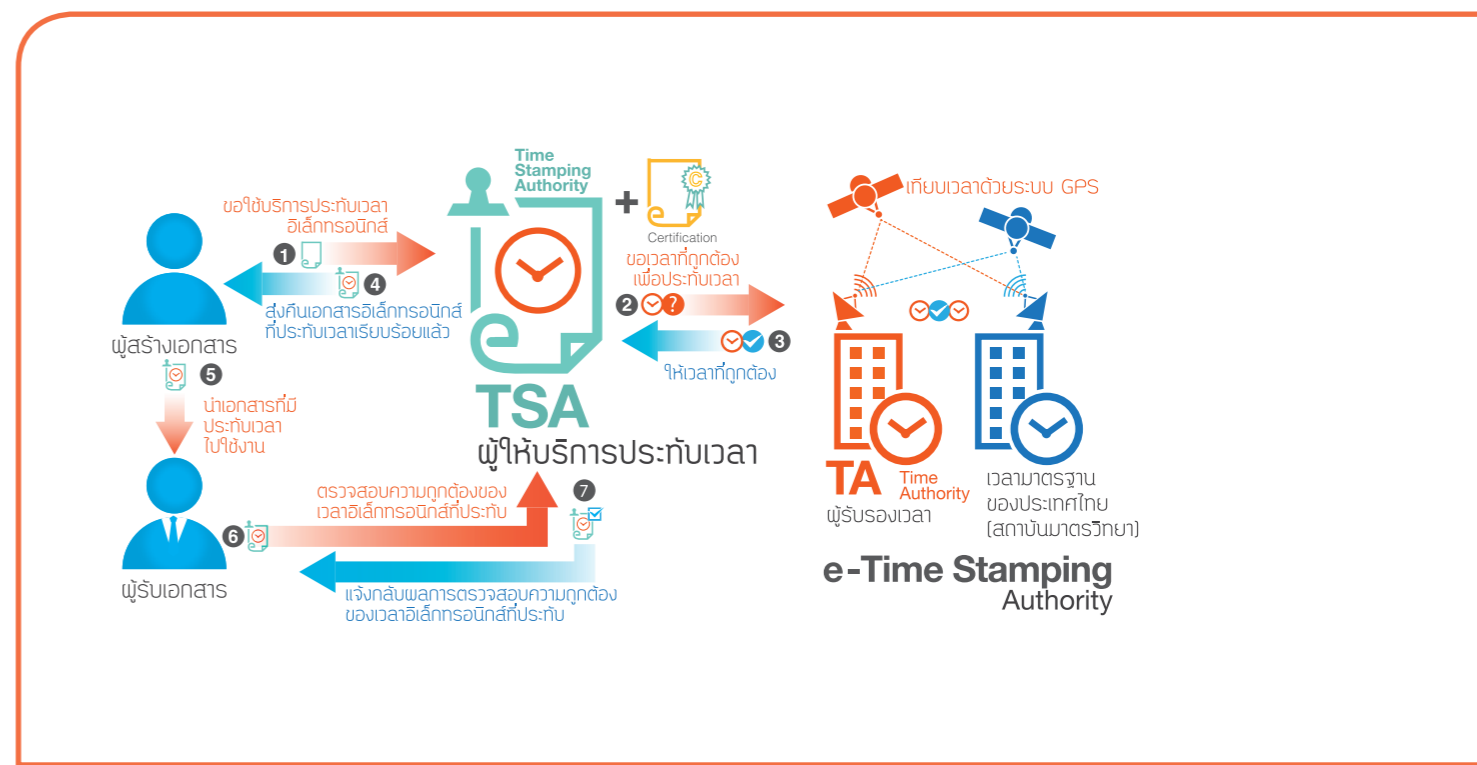 Time
Stamping
Authority
Certification
เทียบเวลาด้วยระบบ GPS
ขอใช้บริการประทับเวลา
อิเล็กทรอนิกส์
1
4
ส่งคืนเอกสารอิเล็กทรอนิกส์
ที่ประทับเวลาเรียบร้อยแล้ว
ขอเวลาที่ถูกต้อง
เพื่อประทับเวลา
2 ?
3
ให้เวลาที่ถูกต้อง
ผู้สร้างเอกสาร
5
นำเอกสารที่มี
ประทับเวลา
ไปใช้งาน
TSA
ผู้ให้บริการประทับเวลา
TA Time
Authority
ผู้รับรองเวลา
เวลามาตรฐาน
ของประเทศไทย
(สถาบันมาตรวิทยา)
ตรวจสอบความถูกต้องของ
เวลาอิเล็กทรอนิกส์ที่ประทับ
7
6
ผู้รับเอกสาร
แจ้งกลับผลการตรวจสอบความถูกต้อง
ของเวลาอิเล็กทรอนิกส์ที่ประทับ
e-Time Stamping
Authority